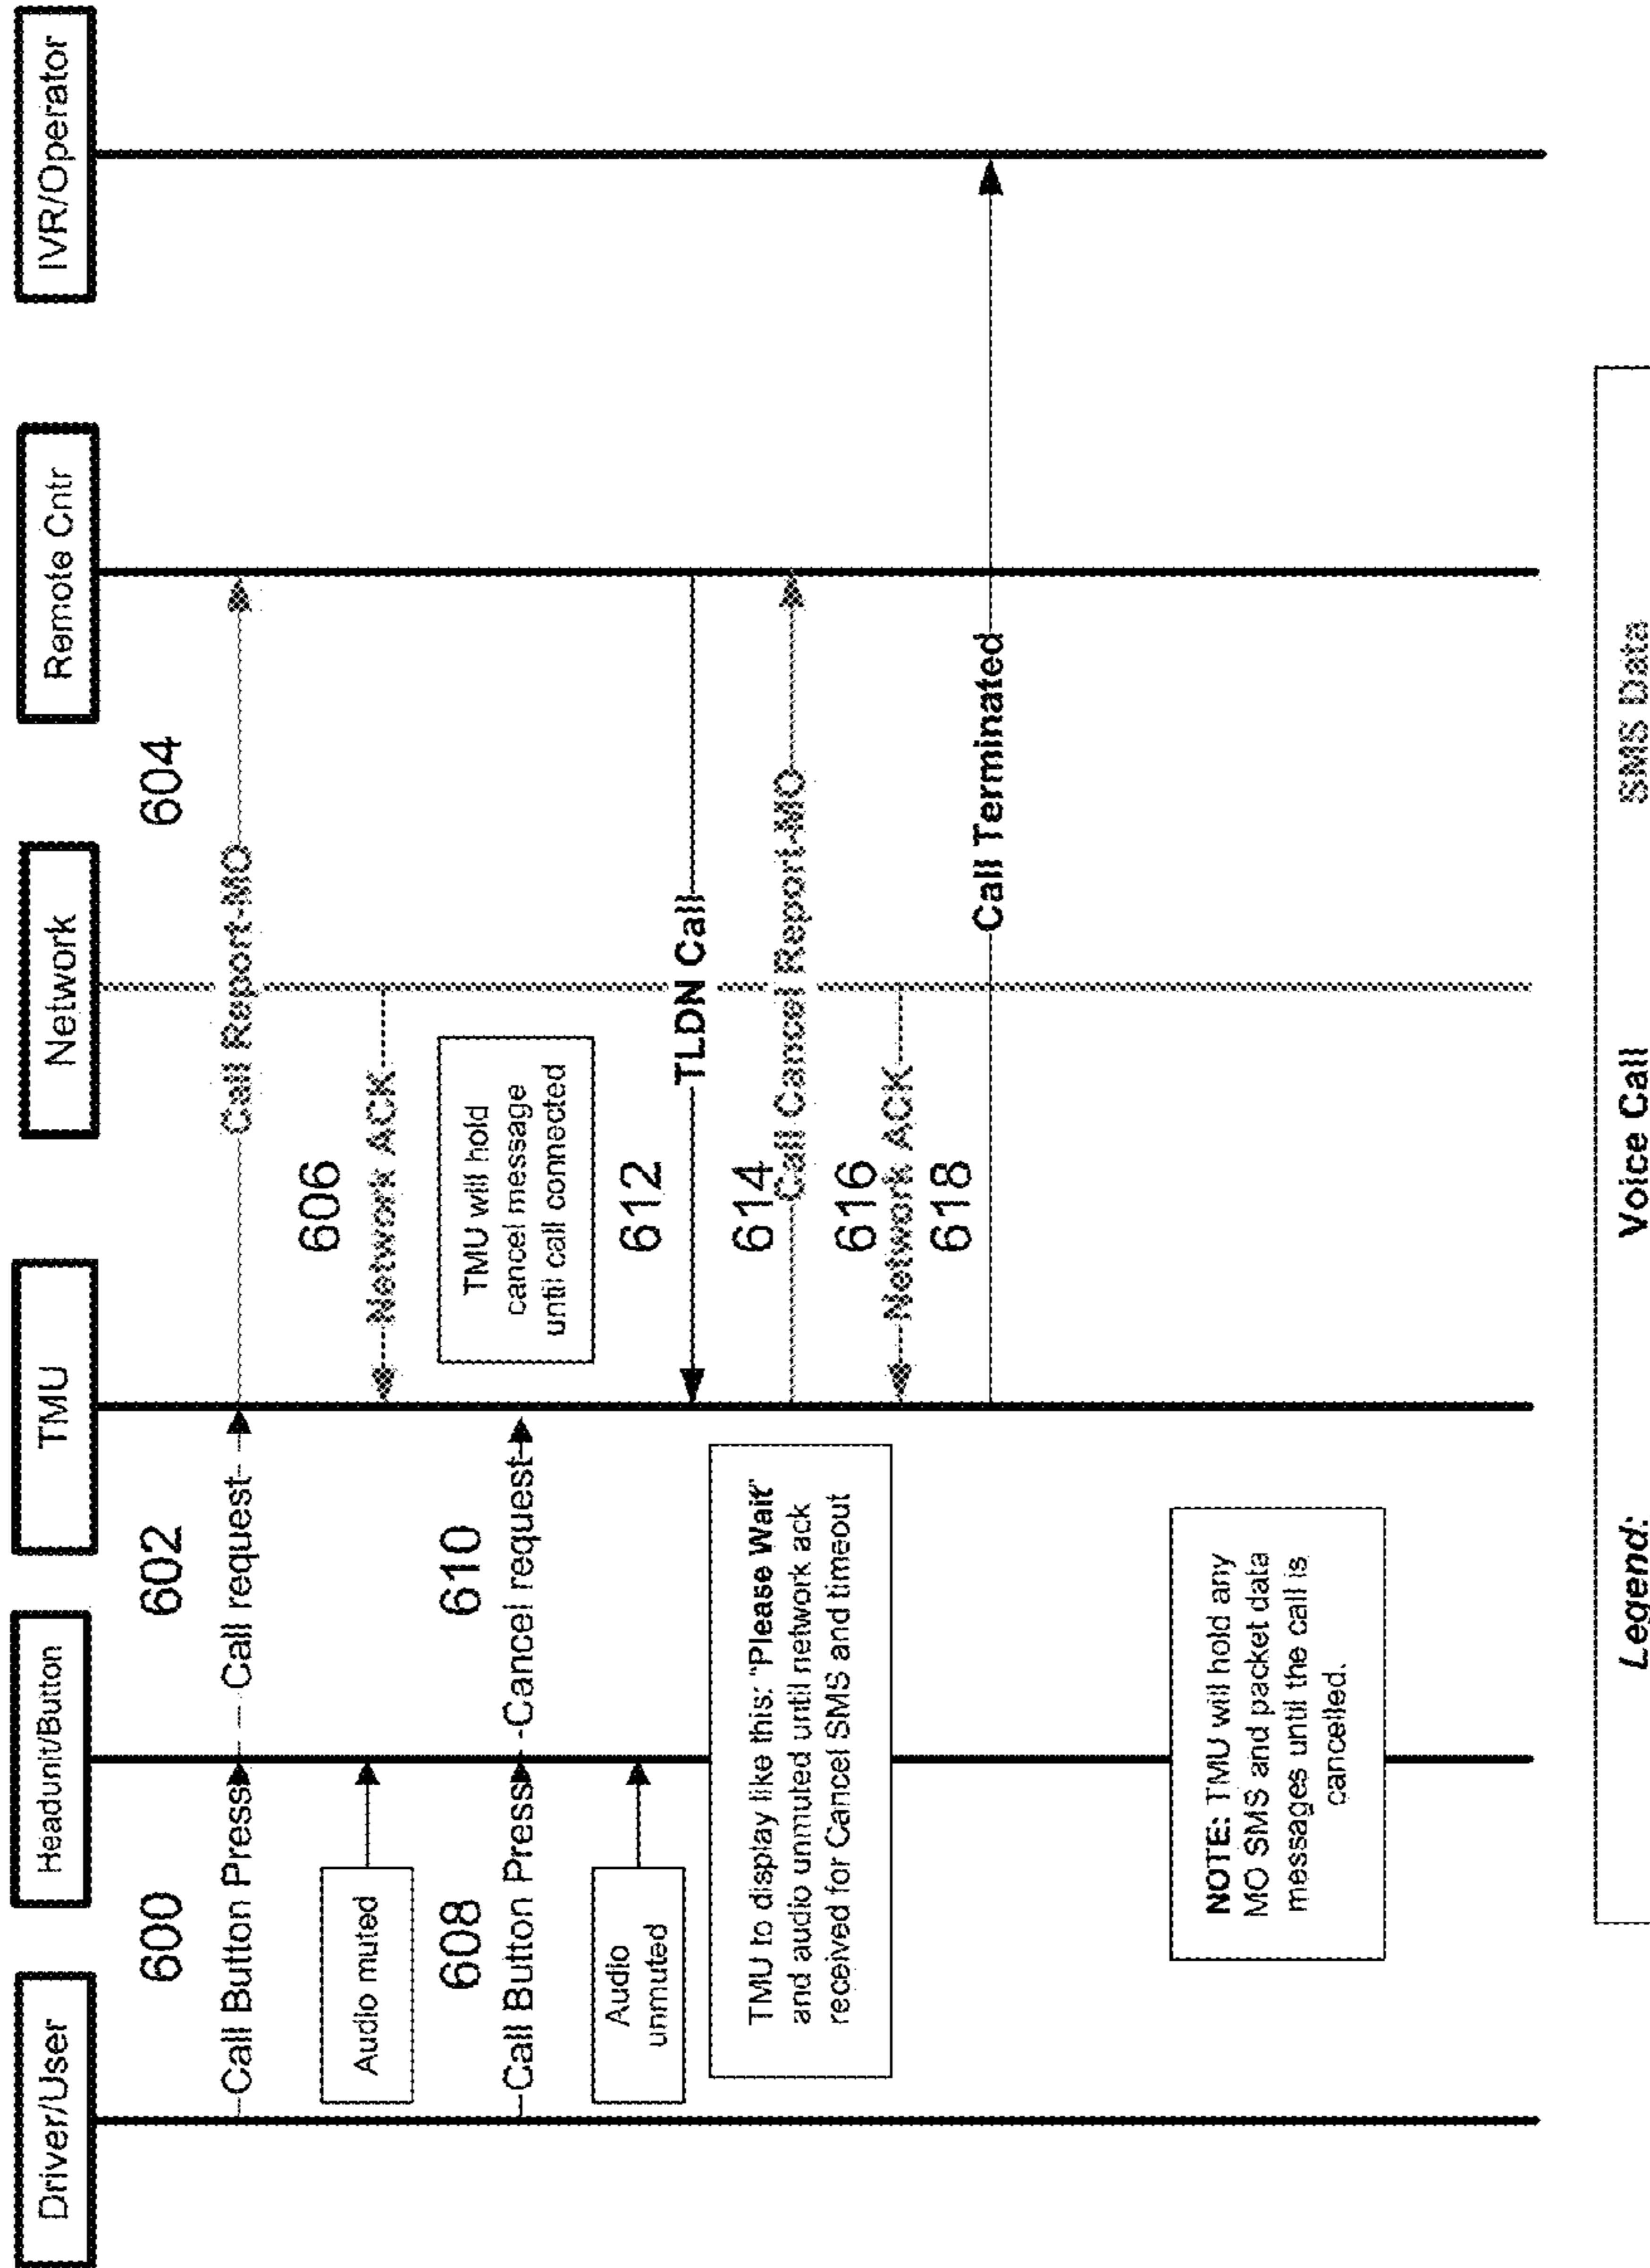 Driver/User
Headunit/Button
TMU
Network
Remote Cntr
IVR/Operator
600
602
604
Call Button Press
Call request
Call Report-MO
606
Audio muted
Network ACK
608
610
TMU will hold
cancel message
until call connected
Call Button Press
Cancel request
Audio
unmuted
612
TLDN Call
TMU to display like this: "Please Wait"
and audio unmuted until network ack
received for Cancel SMS and timeout
614
Call Cancel Report-MO
616
Network ACK
618
Call Terminated
NOTE: TMU will hold any
MO SMS and packet data
messages until the call is
cancelled.
Legend:
Voice Call
SMS Data